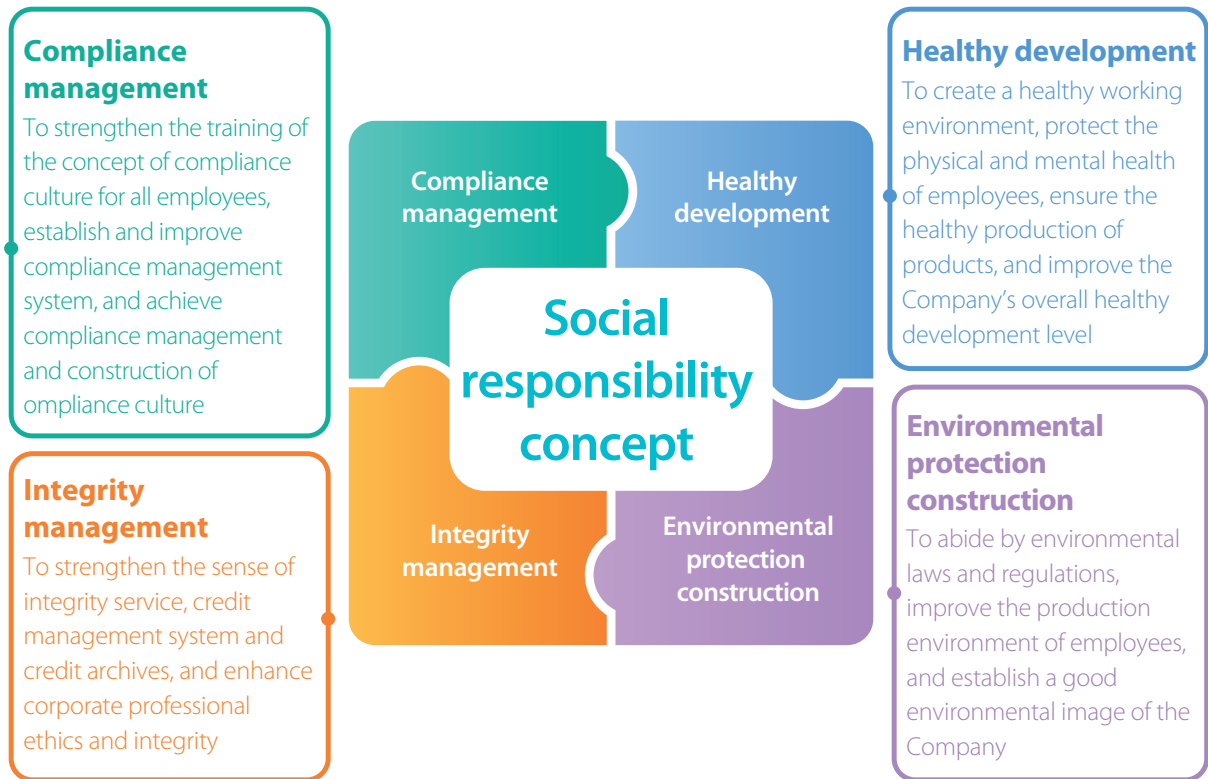 Compliance
management
To strengthen the training of
the concept of compliance
culture for all employees,
establish and improve
compliance management
system, and achieve
compliance management
and construction of
ompliance culture
Integrity
management
To strengthen the sense of
integrity service, credit
management system and
credit archives, and enhance
corporate professional
ethics and integrity
Compliance
management
Healthy
development
Social
responsibility
concept
Integrity
management
Environmental
protection
construction
Healthy development
To create a healthy working
environment, protect the
physical and mental health
of employees, ensure the
healthy production of
products, and improve the
Company’s overall healthy
development level
Environmental
protection
construction
To abide by environmental
laws and regulations,
improve the production
environment of employees,
and establish a good
environmental image of the
Company